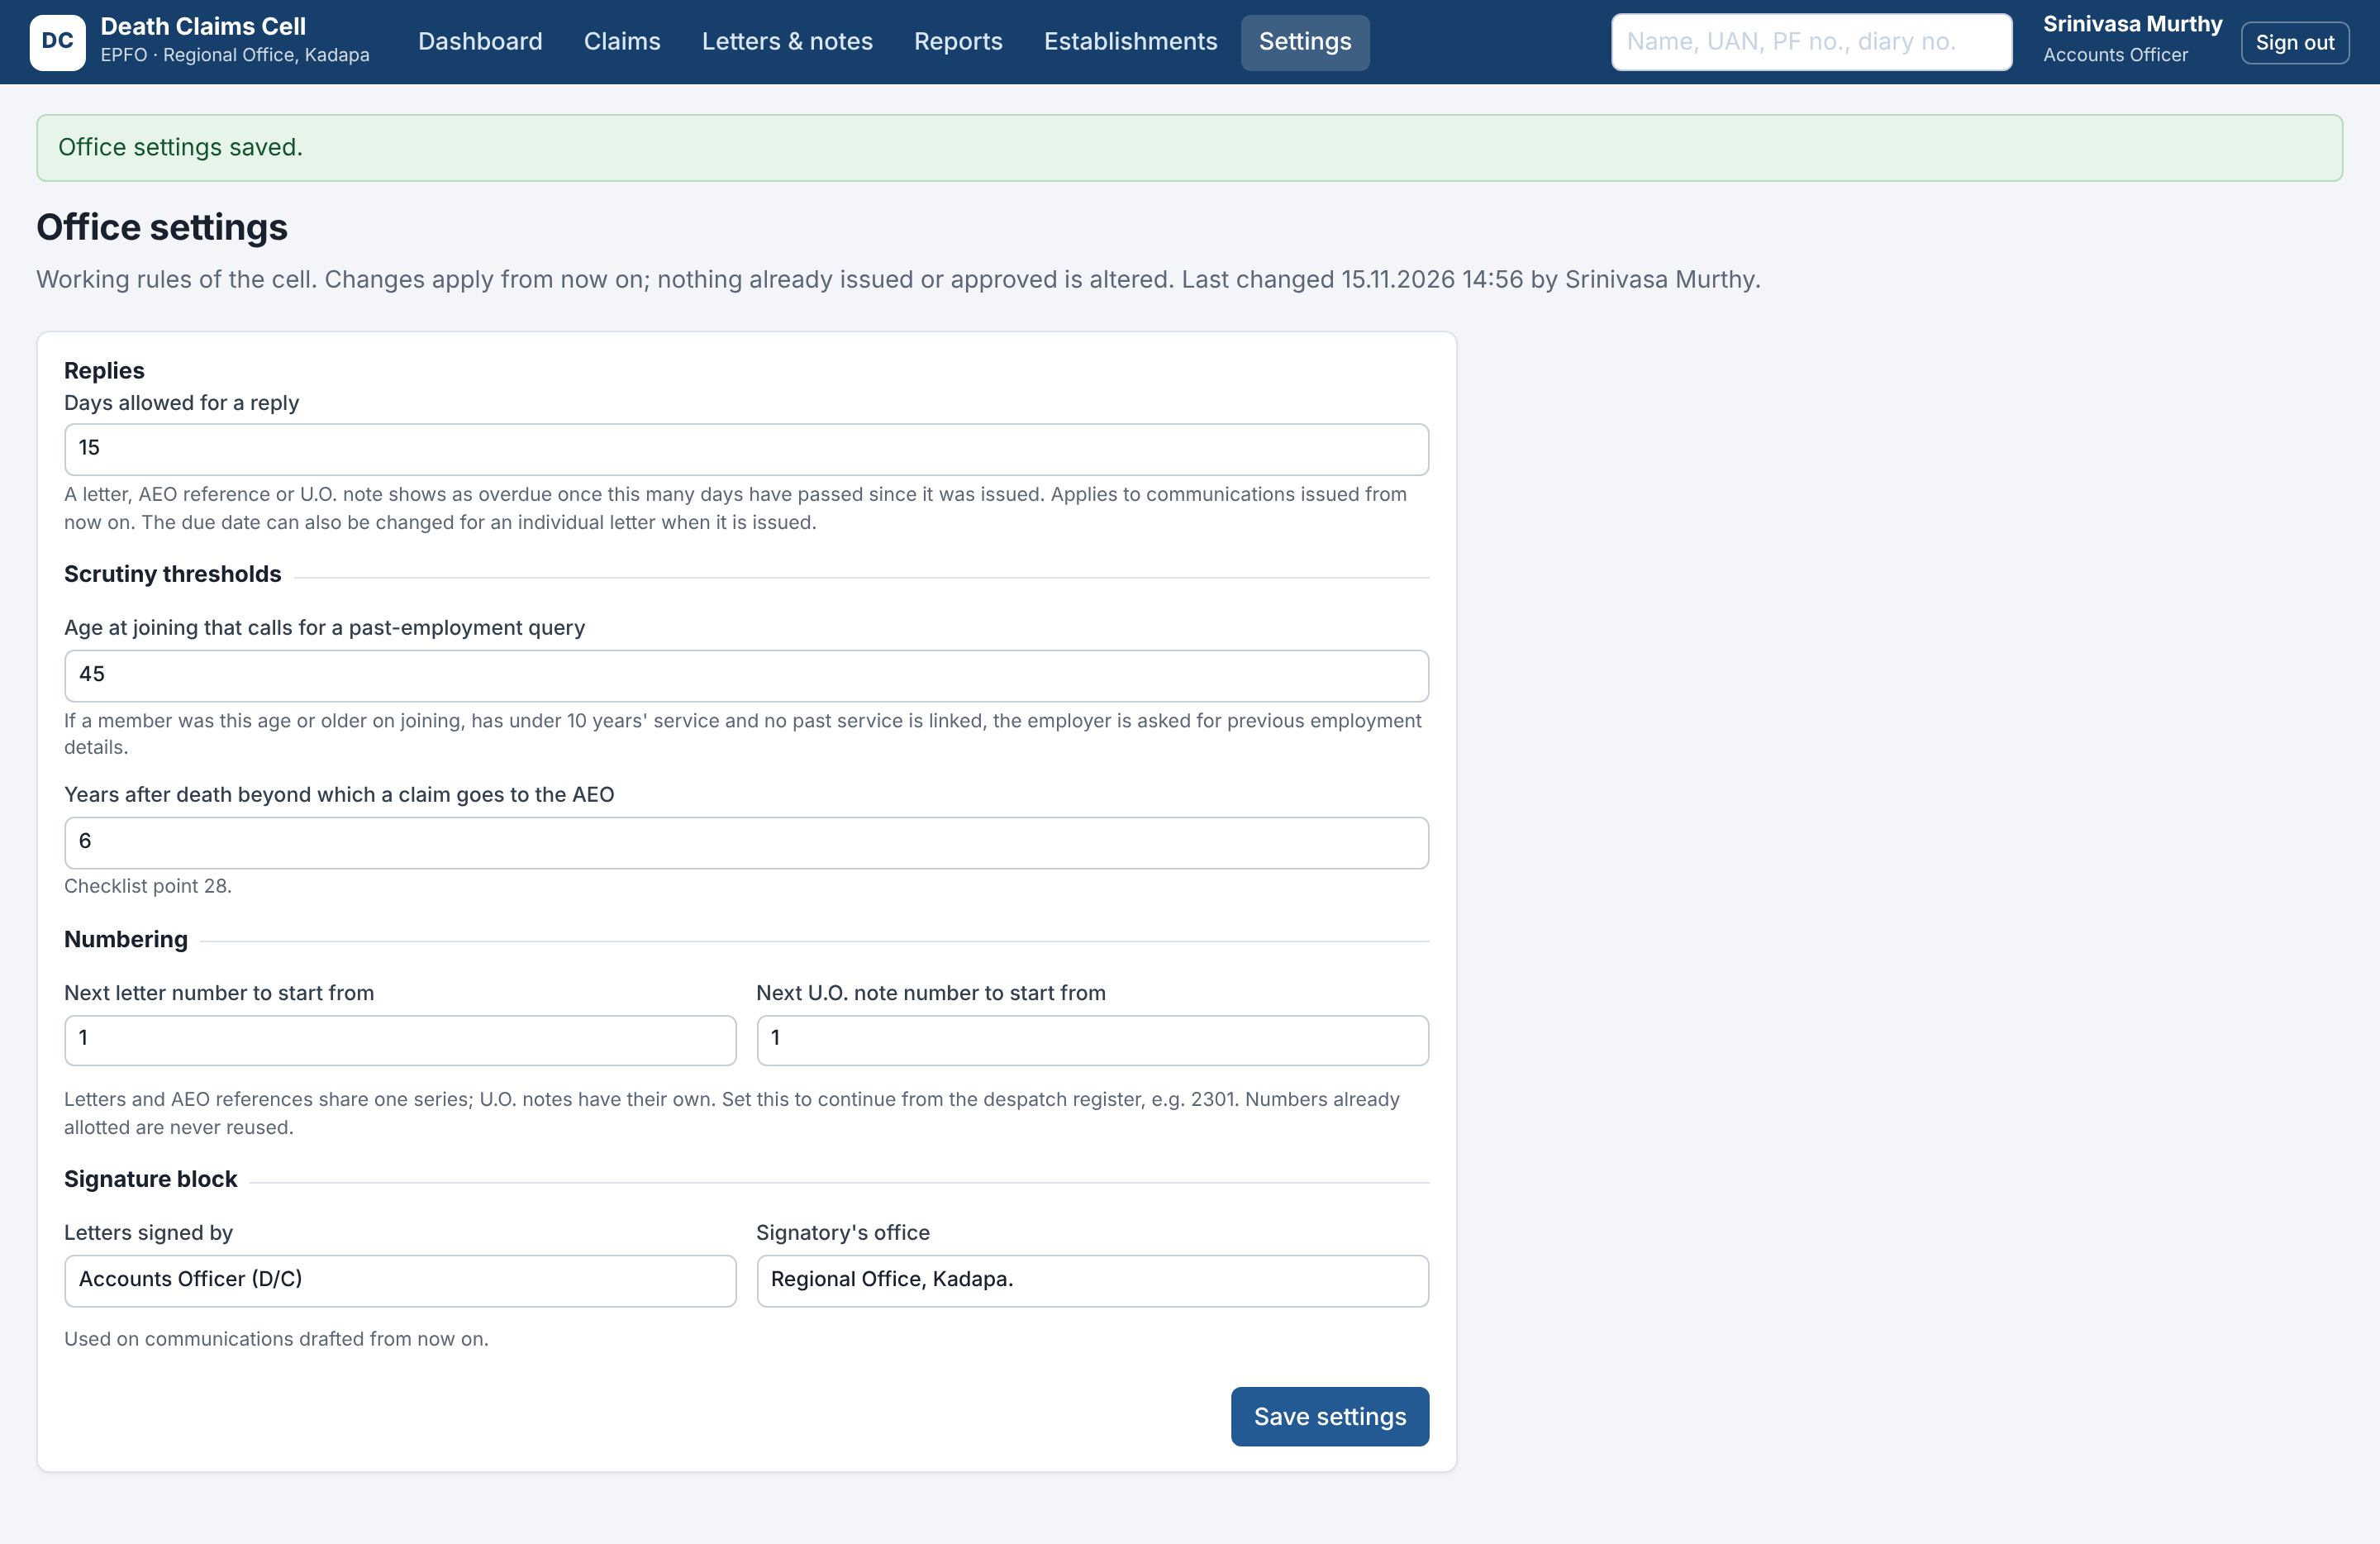 DC
Death Claims Cell
EPFO · Regional Office, Kadapa
Dashboard
Claims
Letters & notes
Reports
Establishments
Settings
Name, UAN, PF no., diary no.
Srinivasa Murthy
Accounts Officer
Sign out
Office settings saved.
Office settings
Working rules of the cell. Changes apply from now on; nothing already issued or approved is altered. Last changed 15.11.2026 14:56 by Srinivasa Murthy.
Replies
Days allowed for a reply
15
A letter, AEO reference or U.O. note shows as overdue once this many days have passed since it was issued. Applies to communications issued from
now on. The due date can also be changed for an individual letter when it is issued.
Scrutiny thresholds
Age at joining that calls for a past-employment query
45
If a member was this age or older on joining, has under 10 years' service and no past service is linked, the employer is asked for previous employment
details.
Years after death beyond which a claim goes to the AEO
6
Checklist point 28.
Numbering
Next letter number to start from
Next U.O. note number to start from
1
1
Letters and AEO references share one series; U.O. notes have their own. Set this to continue from the despatch register, e.g. 2301. Numbers already
allotted are never reused.
Signature block
Letters signed by
Signatory's office
Accounts Officer (D/C)
Regional Office, Kadapa.
Used on communications drafted from now on.
Save settings